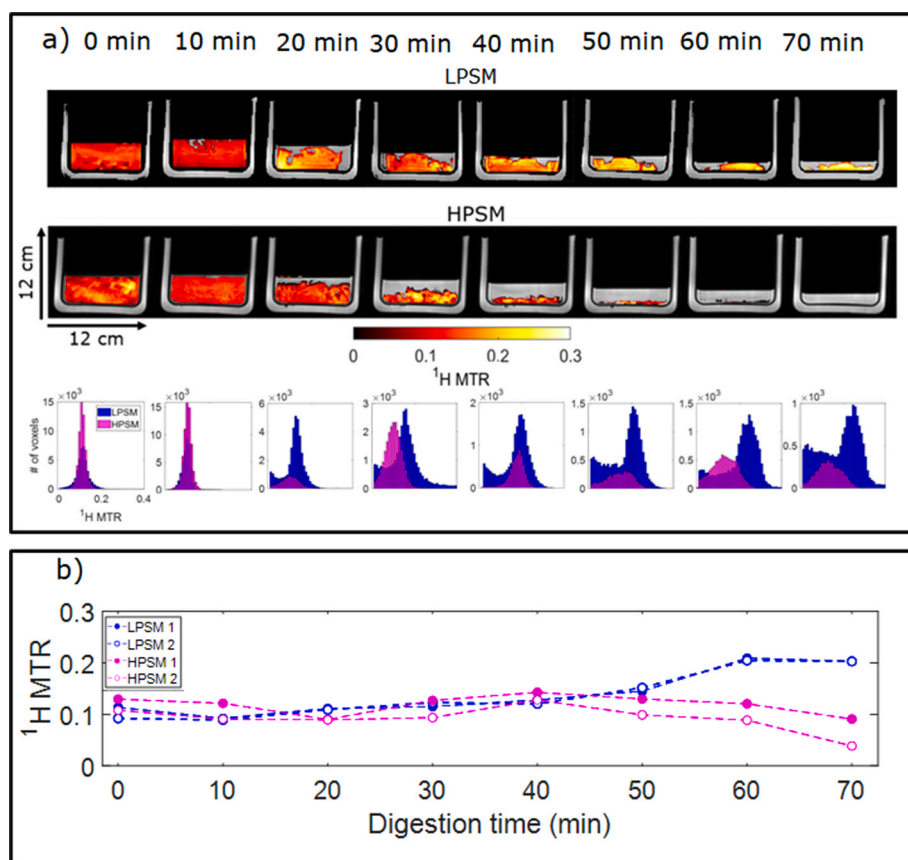 a) 0 min 10 min 20 min 30 min 40 min 50 min 60 min 70 min
LPSM
HPSM
12 cm
12 cm
0 0.1 0.2 0.3
¹H MTR
×10³ ×10³ ×10³ ×10³ ×10³ ×10³ ×10³ ×10³
# of voxels
15 10 5 0
LPSM
HPSM
0 0.2 0.4
¹H MTR
15 10 5 0
6 4 2 0
3 2 1 0
3 2 1 0
1.5 1 0.5 0
1.5 1 0.5 0
1 0.5 0
b)
¹H MTR
0.3
0.2
0.1
0
LPSM 1
LPSM 2
HPSM 1
HPSM 2
0 10 20 30 40 50 60 70
Digestion time (min)